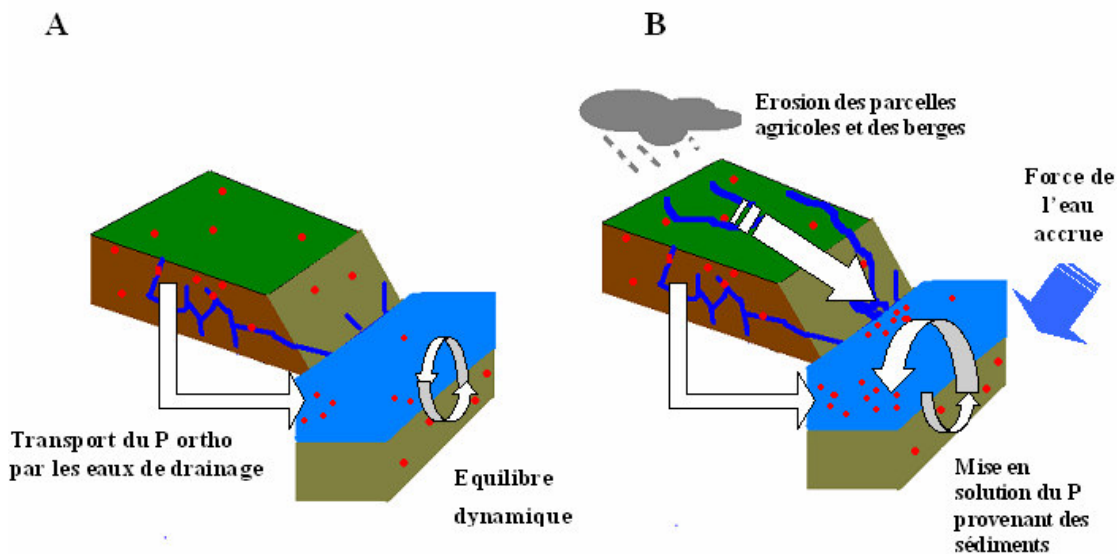 A
B
Erosion des parcelles
agricoles et des berges
Force de
l'eau
accrue
Transport du P ortho
par les eaux de drainage
Equilibre
dynamique
Mise en
solution du P
provenant des
sédiments